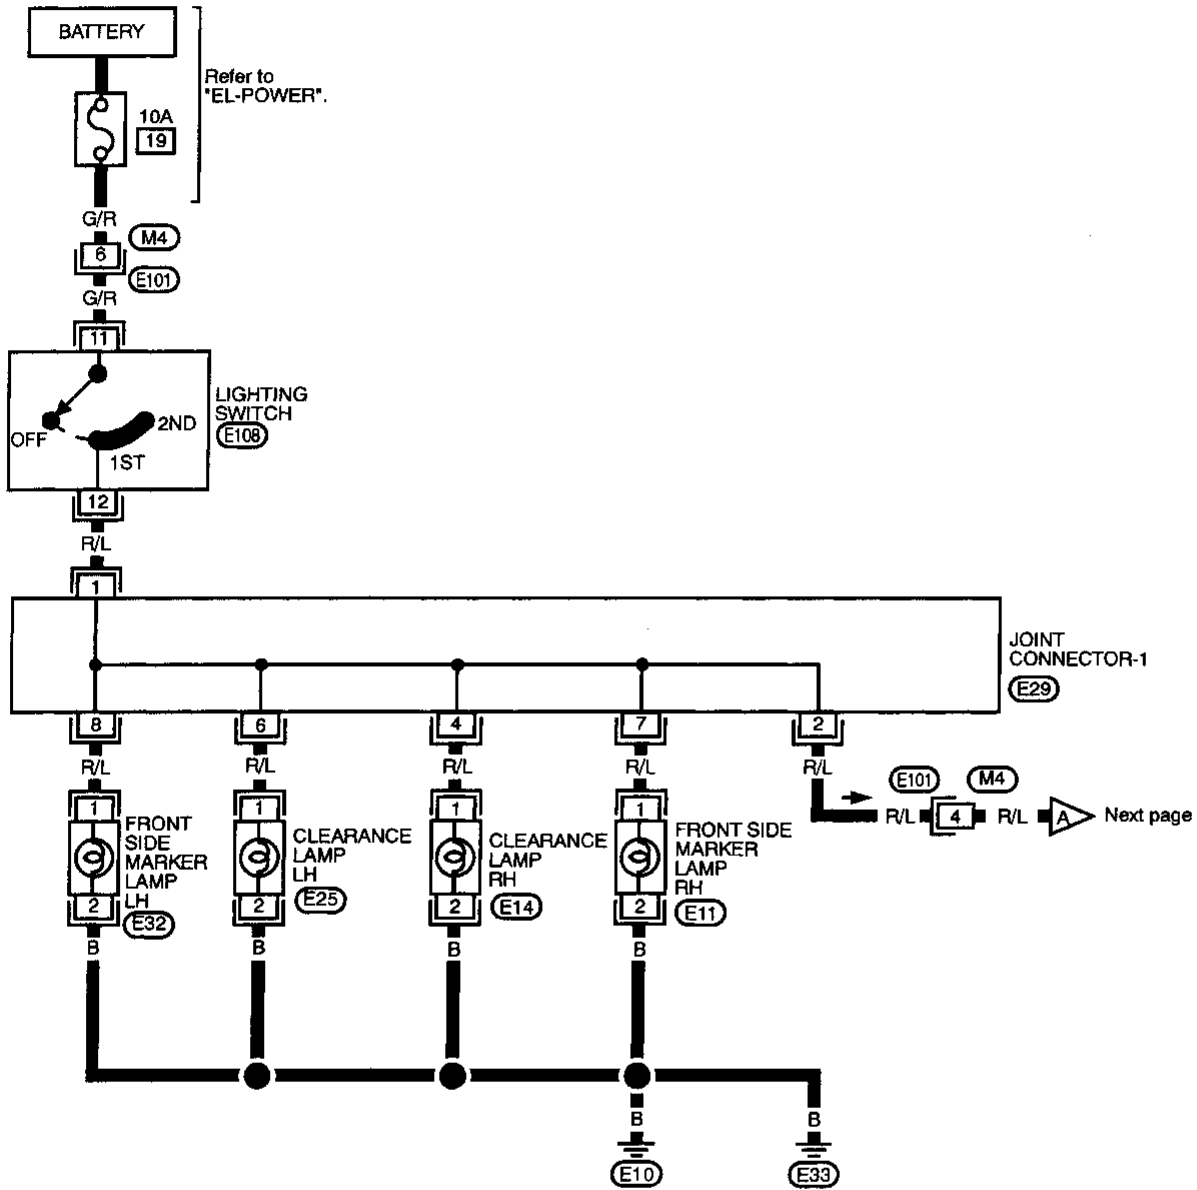 BATTERY
Refer to
"EL-POWER".
10A
19
G/R
M4
6
E101
G/R
11
LIGHTING
SWITCH
E108
OFF
2ND
1ST
12
R/L
1
JOINT
CONNECTOR-1
E29
8
6
4
7
2
R/L
R/L
R/L
R/L
R/L
E101
M4
R/L
4
R/L
A
Next page
1
1
1
1
FRONT
SIDE
MARKER
LAMP
LH
E32
CLEARANCE
LAMP
LH
E25
CLEARANCE
LAMP
RH
E14
FRONT SIDE
MARKER
LAMP
RH
E11
2
2
2
2
B
B
B
B
B
B
E10
E33